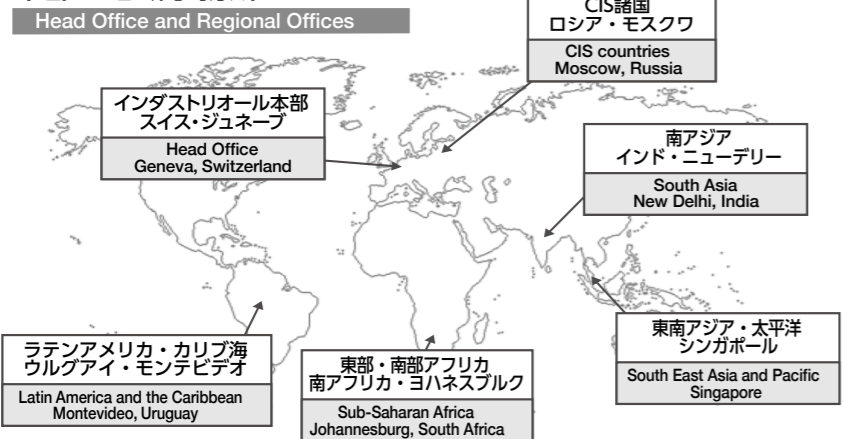 Head Office and Regional Offices
CIS諸国
ロシア・モスクワ
CIS countries
Moscow, Russia
インダストリオール本部
スイス・ジュネーブ
Head Office
Geneva, Switzerland
南アジア
インド・ニューデリー
South Asia
New Delhi, India
東南アジア・太平洋
シンガポール
South East Asia and Pacific
Singapore
ラテンアメリカ・カリブ海
ウルグアイ・モンテビデオ
Latin America and the Caribbean
Montevideo, Uruguay
東部・南部アフリカ
南アフリカ・ヨハネスブルク
Sub-Saharan Africa
Johannesburg, South Africa